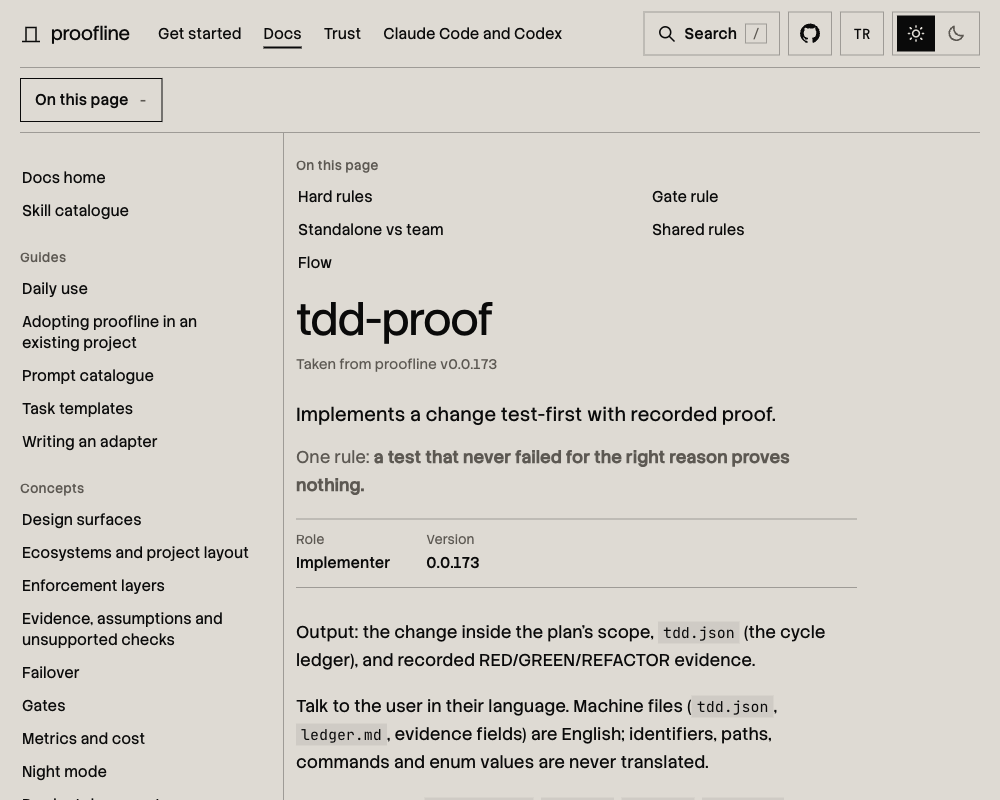 proofline
Get started
Docs
Trust
Claude Code and Codex
Search /
TR
On this page -
Docs home
Skill catalogue
Guides
Daily use
Adopting proofline in an
existing project
Prompt catalogue
Task templates
Writing an adapter
Concepts
Design surfaces
Ecosystems and project layout
Enforcement layers
Evidence, assumptions and
unsupported checks
Failover
Gates
Metrics and cost
Night mode
On this page
Hard rules
Gate rule
Standalone vs team
Shared rules
Flow
tdd-proof
Taken from proofline v0.0.173
Implements a change test-first with recorded proof.
One rule: a test that never failed for the right reason proves
nothing.
Role
Version
Implementer
0.0.173
Output: the change inside the plan’s scope, tdd.json (the cycle
ledger), and recorded RED/GREEN/REFACTOR evidence.
Talk to the user in their language. Machine files ( tdd.json ,
ledger.md , evidence fields) are English; identifiers, paths,
commands and enum values are never translated.